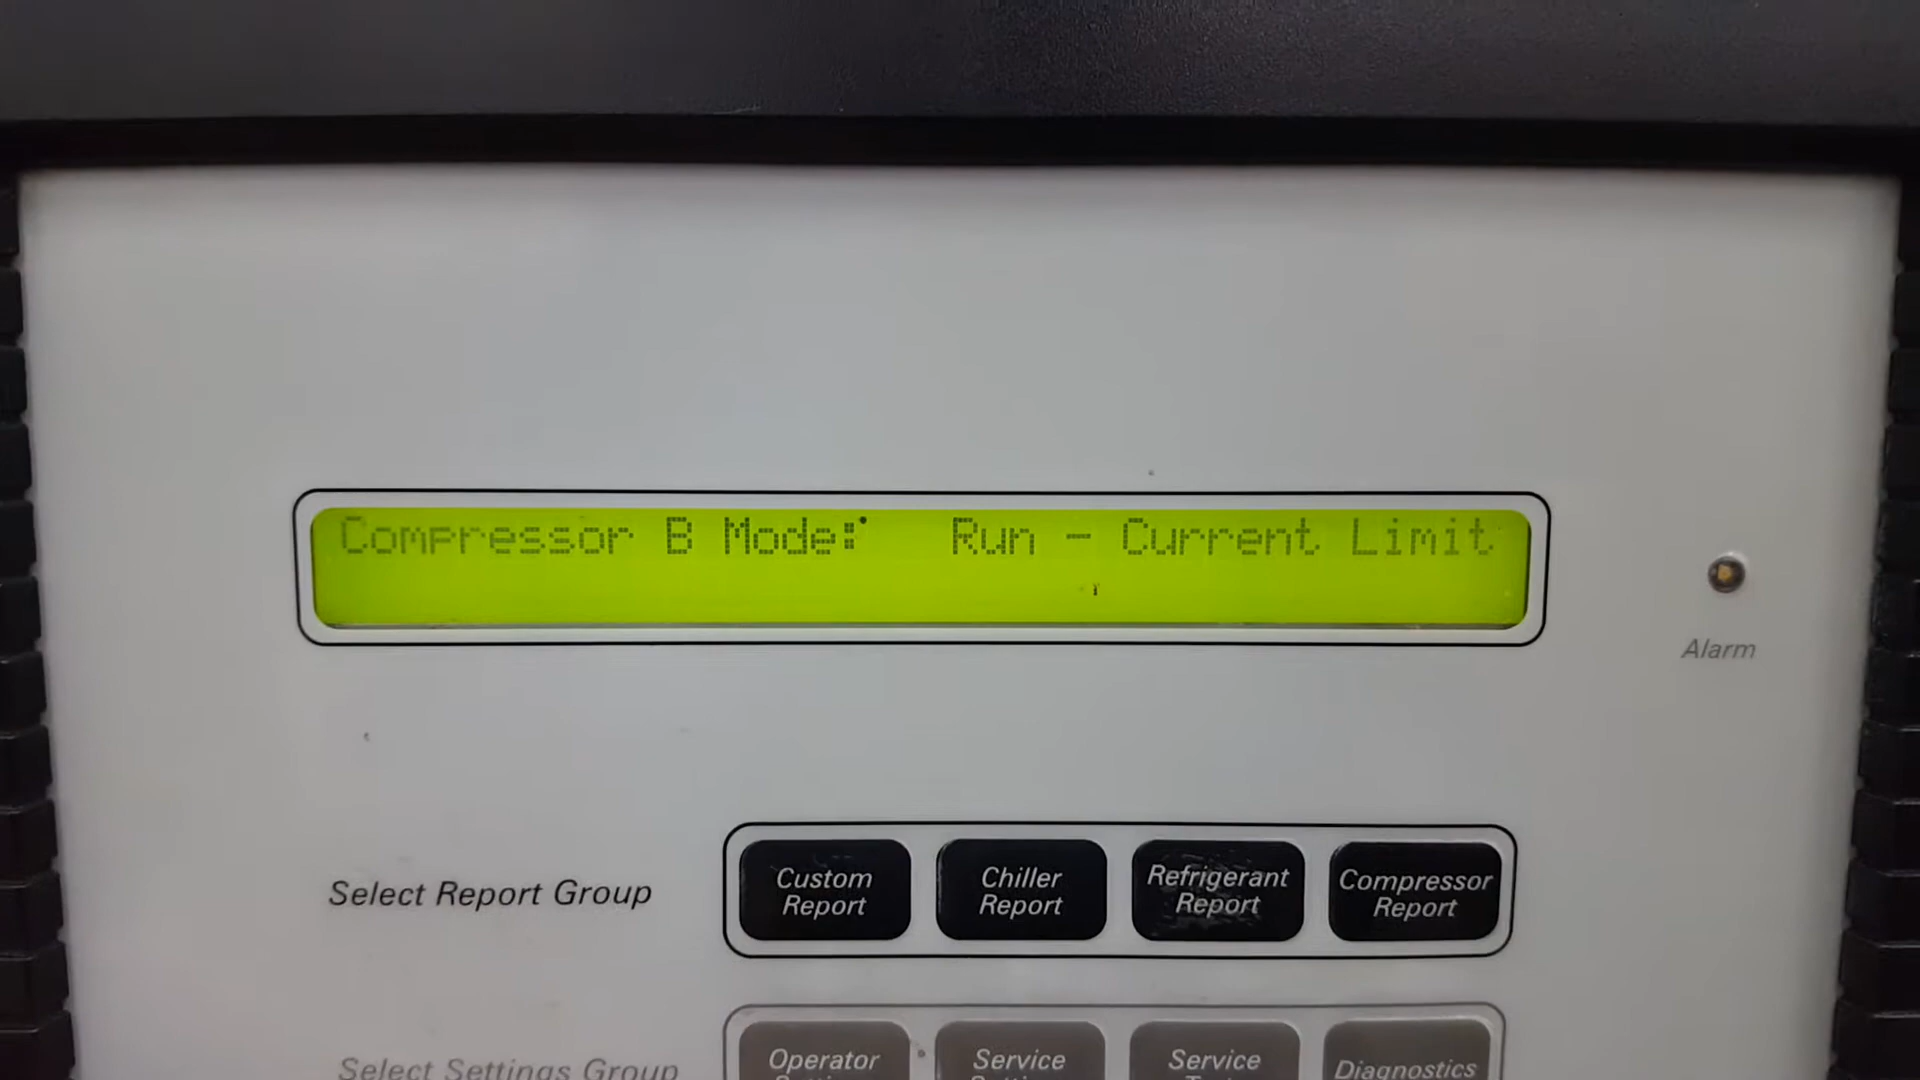 Compressor B Mode: Run - Current Limit
Alarm
Select Report Group
Custom
Report
Chiller
Report
Refrigerant
Report
Compressor
Report
Select Settings Group
Operator
Service
Service
Diagnostics